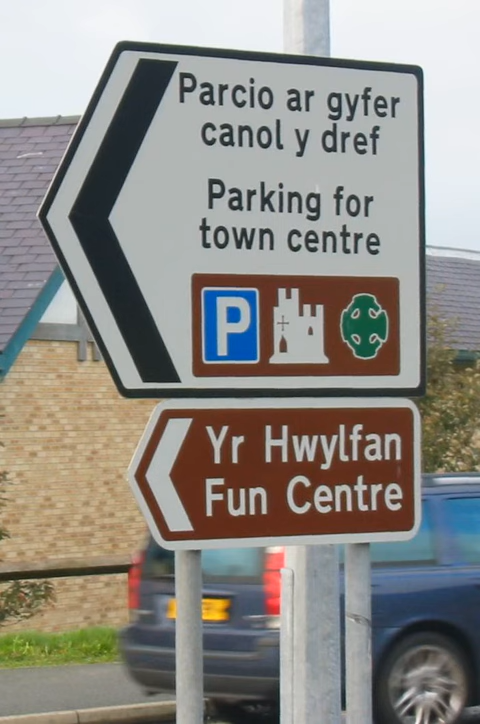 Parcio ar gyfer
canol y dref
Parking for
town centre
P
Yr Hwylfan
Fun Centre